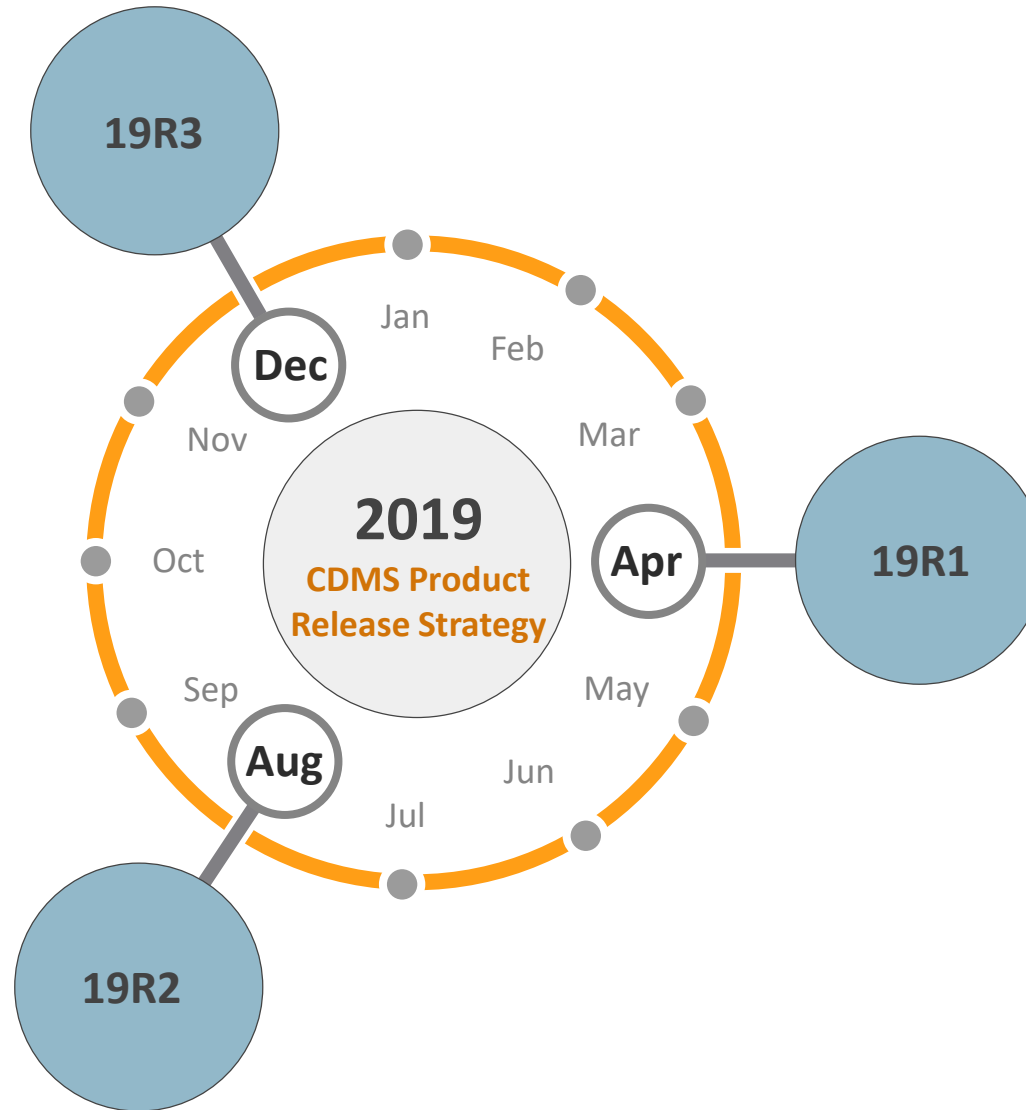 19R3
Jan
Feb
Dec
Mar
Nov
2019
CDMS Product
Release Strategy
Oct
Apr
19R1
May
Sep
Aug
Jun
Jul
19R2